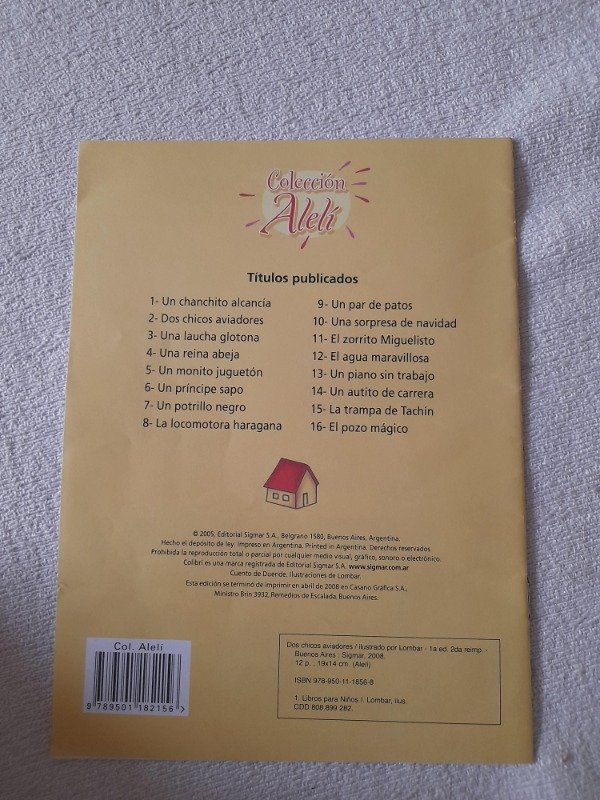 Colección
Alelí
Títulos publicados
1- Un chanchito alcancía
2- Dos chicos aviadores
3- Una laucha glotona
4- Una reina abeja
5- Un monito juguetón
6- Un príncipe sapo
7- Un potrillo negro
8- La locomotora haragana
9- Un par de patos
10- Una sorpresa de navidad
11- El zorrito Miguelisto
12- El agua maravillosa
13- Un piano sin trabajo
14- Un autito de carrera
15- La trampa de Tachín
16- El pozo mágico
© 2005, Editorial Sigmar S.A., Belgrano 1580, Buenos Aires, Argentina.
Hecho el depósito de ley. Impreso en Argentina. Printed in Argentina. Derechos reservados.
Prohibida la reproducción total o parcial por cualquier medio visual, gráfico, sonoro o electrónico.
Colibrí es una marca registrada de Editorial Sigmar S.A. www.sigmar.com.ar
Cuento de Duende. Ilustraciones de Lombar.
Esta edición se terminó de imprimir en abril de 2008 en Casano Gráfica S.A.,
Ministro Brin 3932, Remedios de Escalada, Buenos Aires.
Col. Alelí
9 789501 182156 >
Dos chicos aviadores / ilustrado por Lombar - 1a ed. 2da reimp. -
Buenos Aires : Sigmar, 2008.
12 p. ; 19x14 cm. (Alelí)
ISBN 978-950-11-1856-8
1. Libros para Niños I. Lombar, ilus.
CDD 808.899 282.